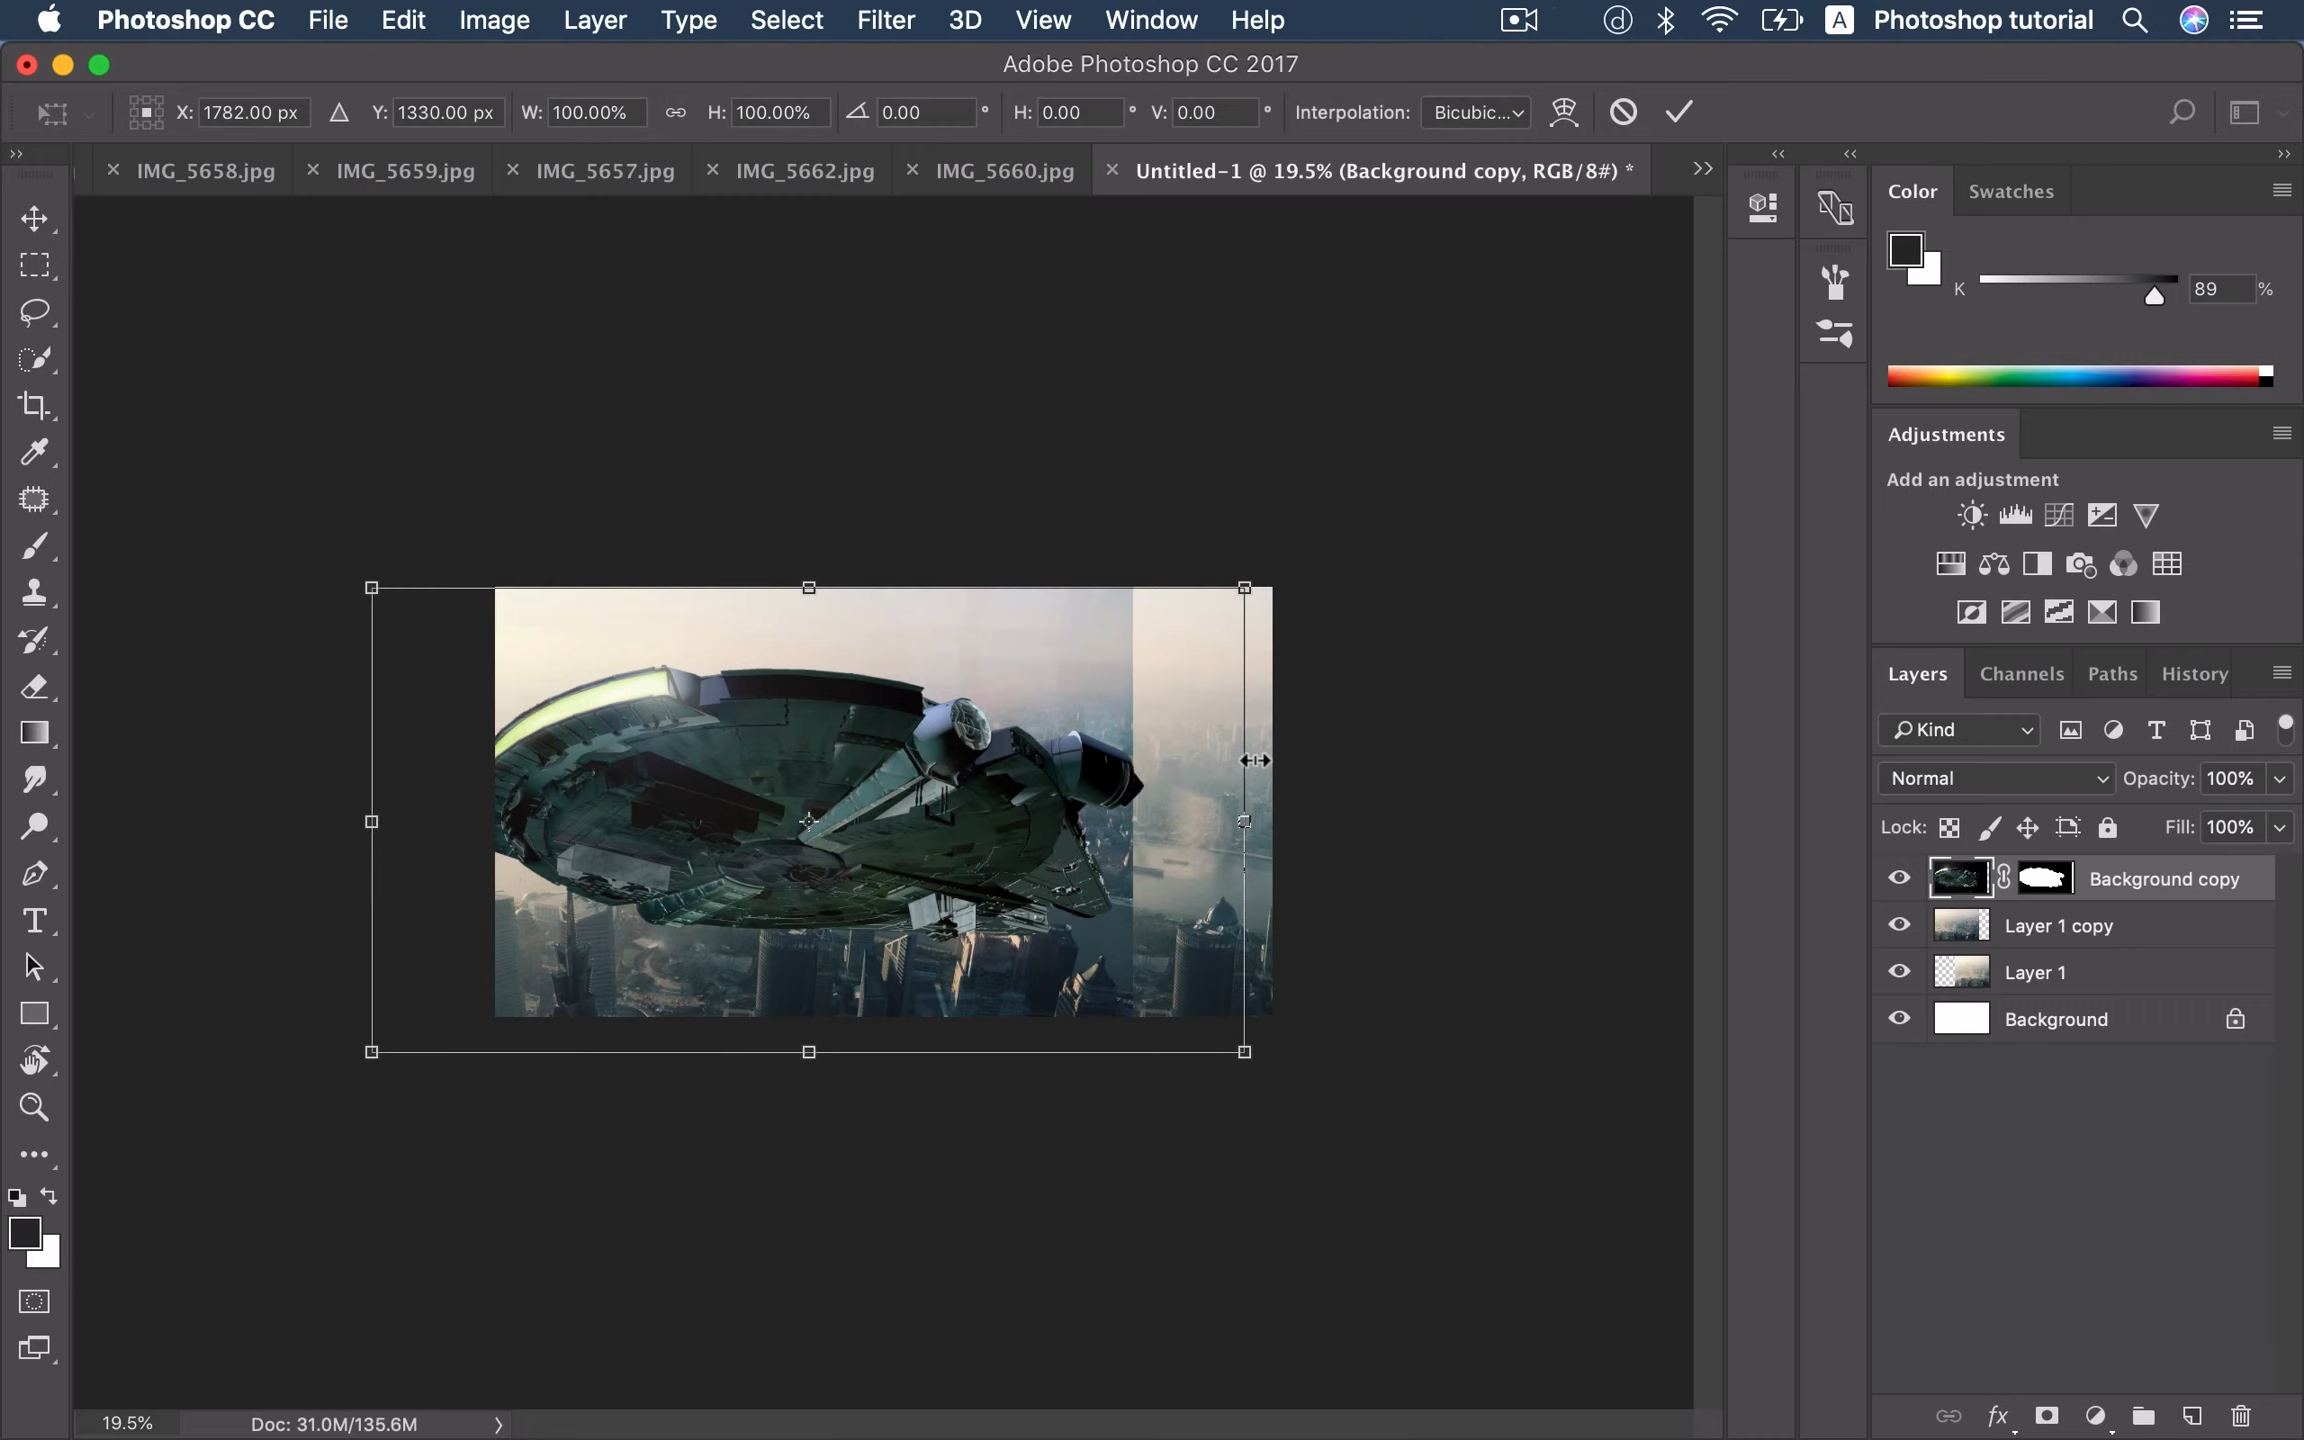 Photoshop CC File Edit Image Layer Type Select Filter 3D View Window Help A Photoshop tutorial
Adobe Photoshop CC 2017
X: 1782.00 px Y: 1330.00 px W: 100.00% H: 100.00% 0.00 ° H: 0.00 ° V: 0.00 ° Interpolation: Bicubic...
IMG_5658.jpg IMG_5659.jpg IMG_5657.jpg IMG_5662.jpg IMG_5660.jpg Untitled-1 @ 19.5% (Background copy, RGB/8#) *
Color Swatches
K 89 %
Adjustments
Add an adjustment
Layers Channels Paths History
Kind
Normal Opacity: 100%
Lock: Fill: 100%
Background copy
Layer 1 copy
Layer 1
Background
19.5% Doc: 31.0M/135.6M
fx